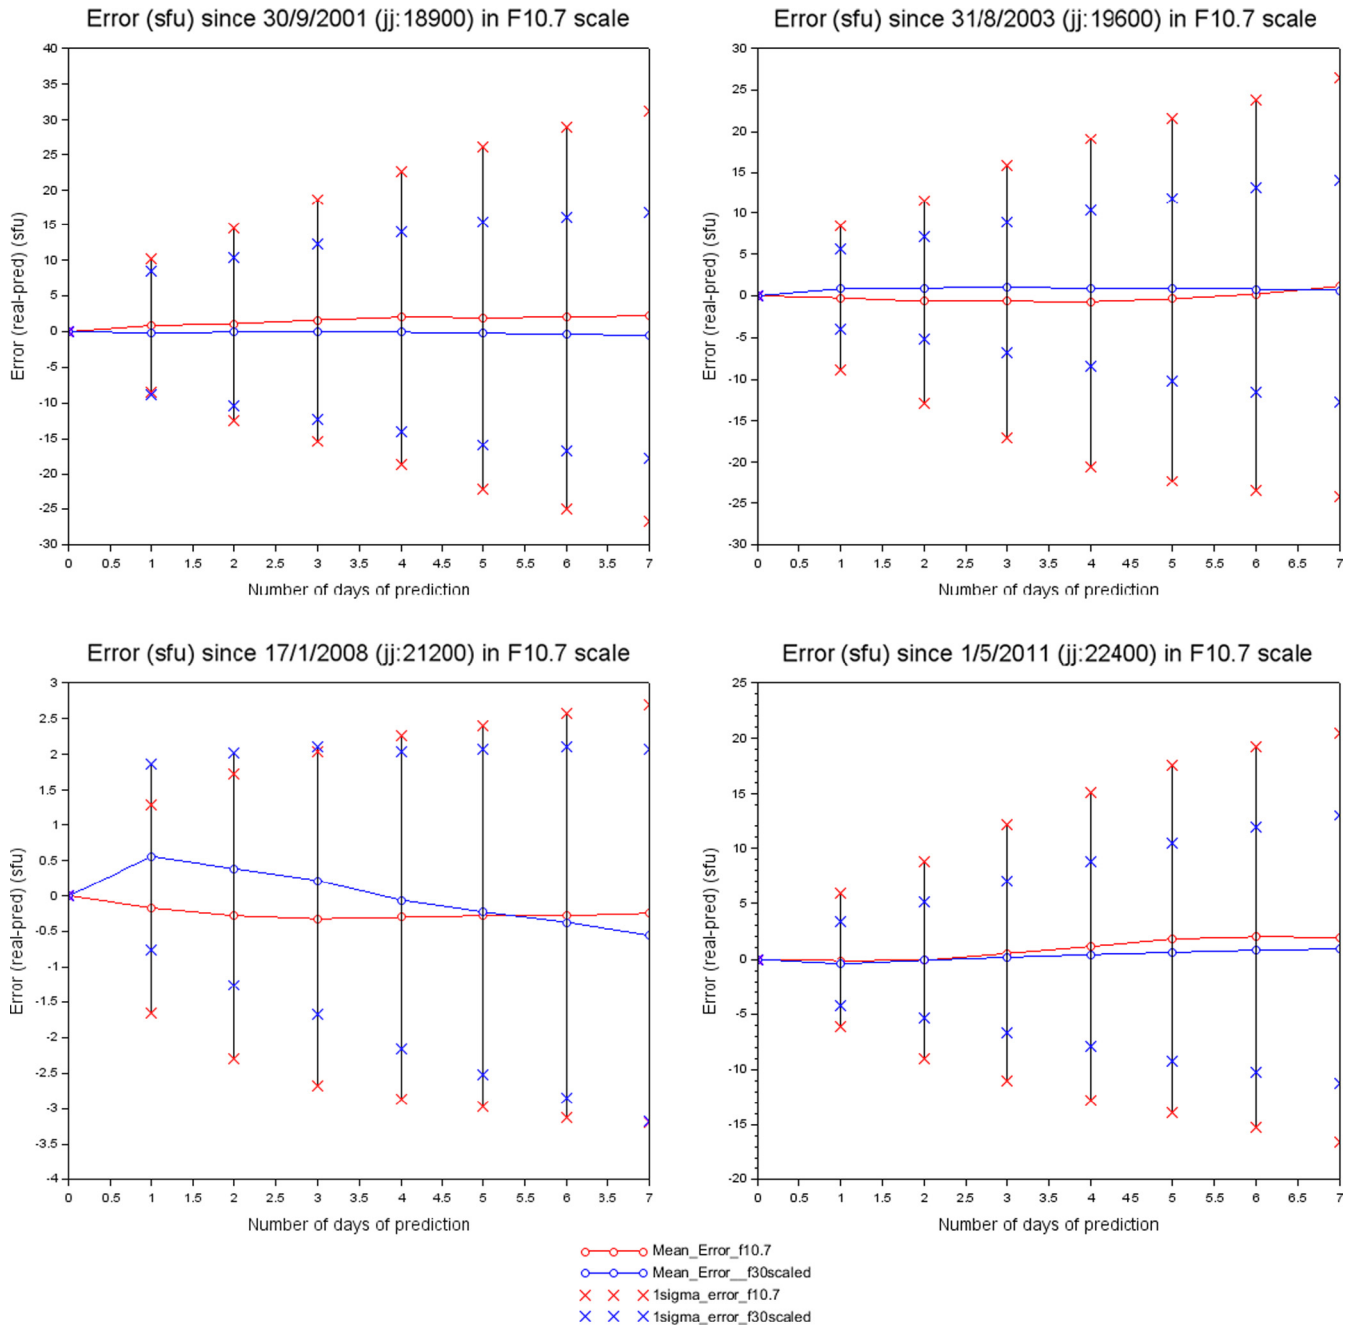 Error (sfu) since 30/9/2001 (jj:18900) in F10.7 scale
40
35
30
25
20
15
10
5
0
-5
-10
-15
-20
-25
-30
Error (real-pred) (sfu)
0 0.5 1 1.5 2 2.5 3 3.5 4 4.5 5 5.5 6 3.5 7
Number of days of prediction
Error (sfu) since 31/8/2003 (jj:19600) in F10.7 scale
30
25
20
15
10
5
0
-5
-10
-15
-20
-25
-30
Error (real-pred) (sfu)
0 0.5 1 1.5 2 2.5 3 3.5 4 4.5 5 5.5 6 6.5 7
Number of days of prediction
Error (sfu) since 17/1/2008 (jj:21200) in F10.7 scale
3
2.5
2
1.5
1
0.5
0
-0.5
-1
-1.5
-2
-2.5
-3
-3.5
-4
Error (real-pred) (sfu)
0 0.5 1 1.5 2 2.5 3 3.5 4 4.5 5 5.5 6 3.5 7
Number of days of prediction
Error (sfu) since 1/5/2011 (jj:22400) in F10.7 scale
25
20
15
10
5
0
-5
-10
-15
-20
Error (real-pred) (sfu)
0 0.5 1 1.5 2 2.5 3 3.5 4 45 5 5.5 6 6.5 7
Number of days of prediction
Mean_Error_f10.7
Mean_Error__f30scaled
1sigma_error_f10.7
1sigma_error_f30scaled